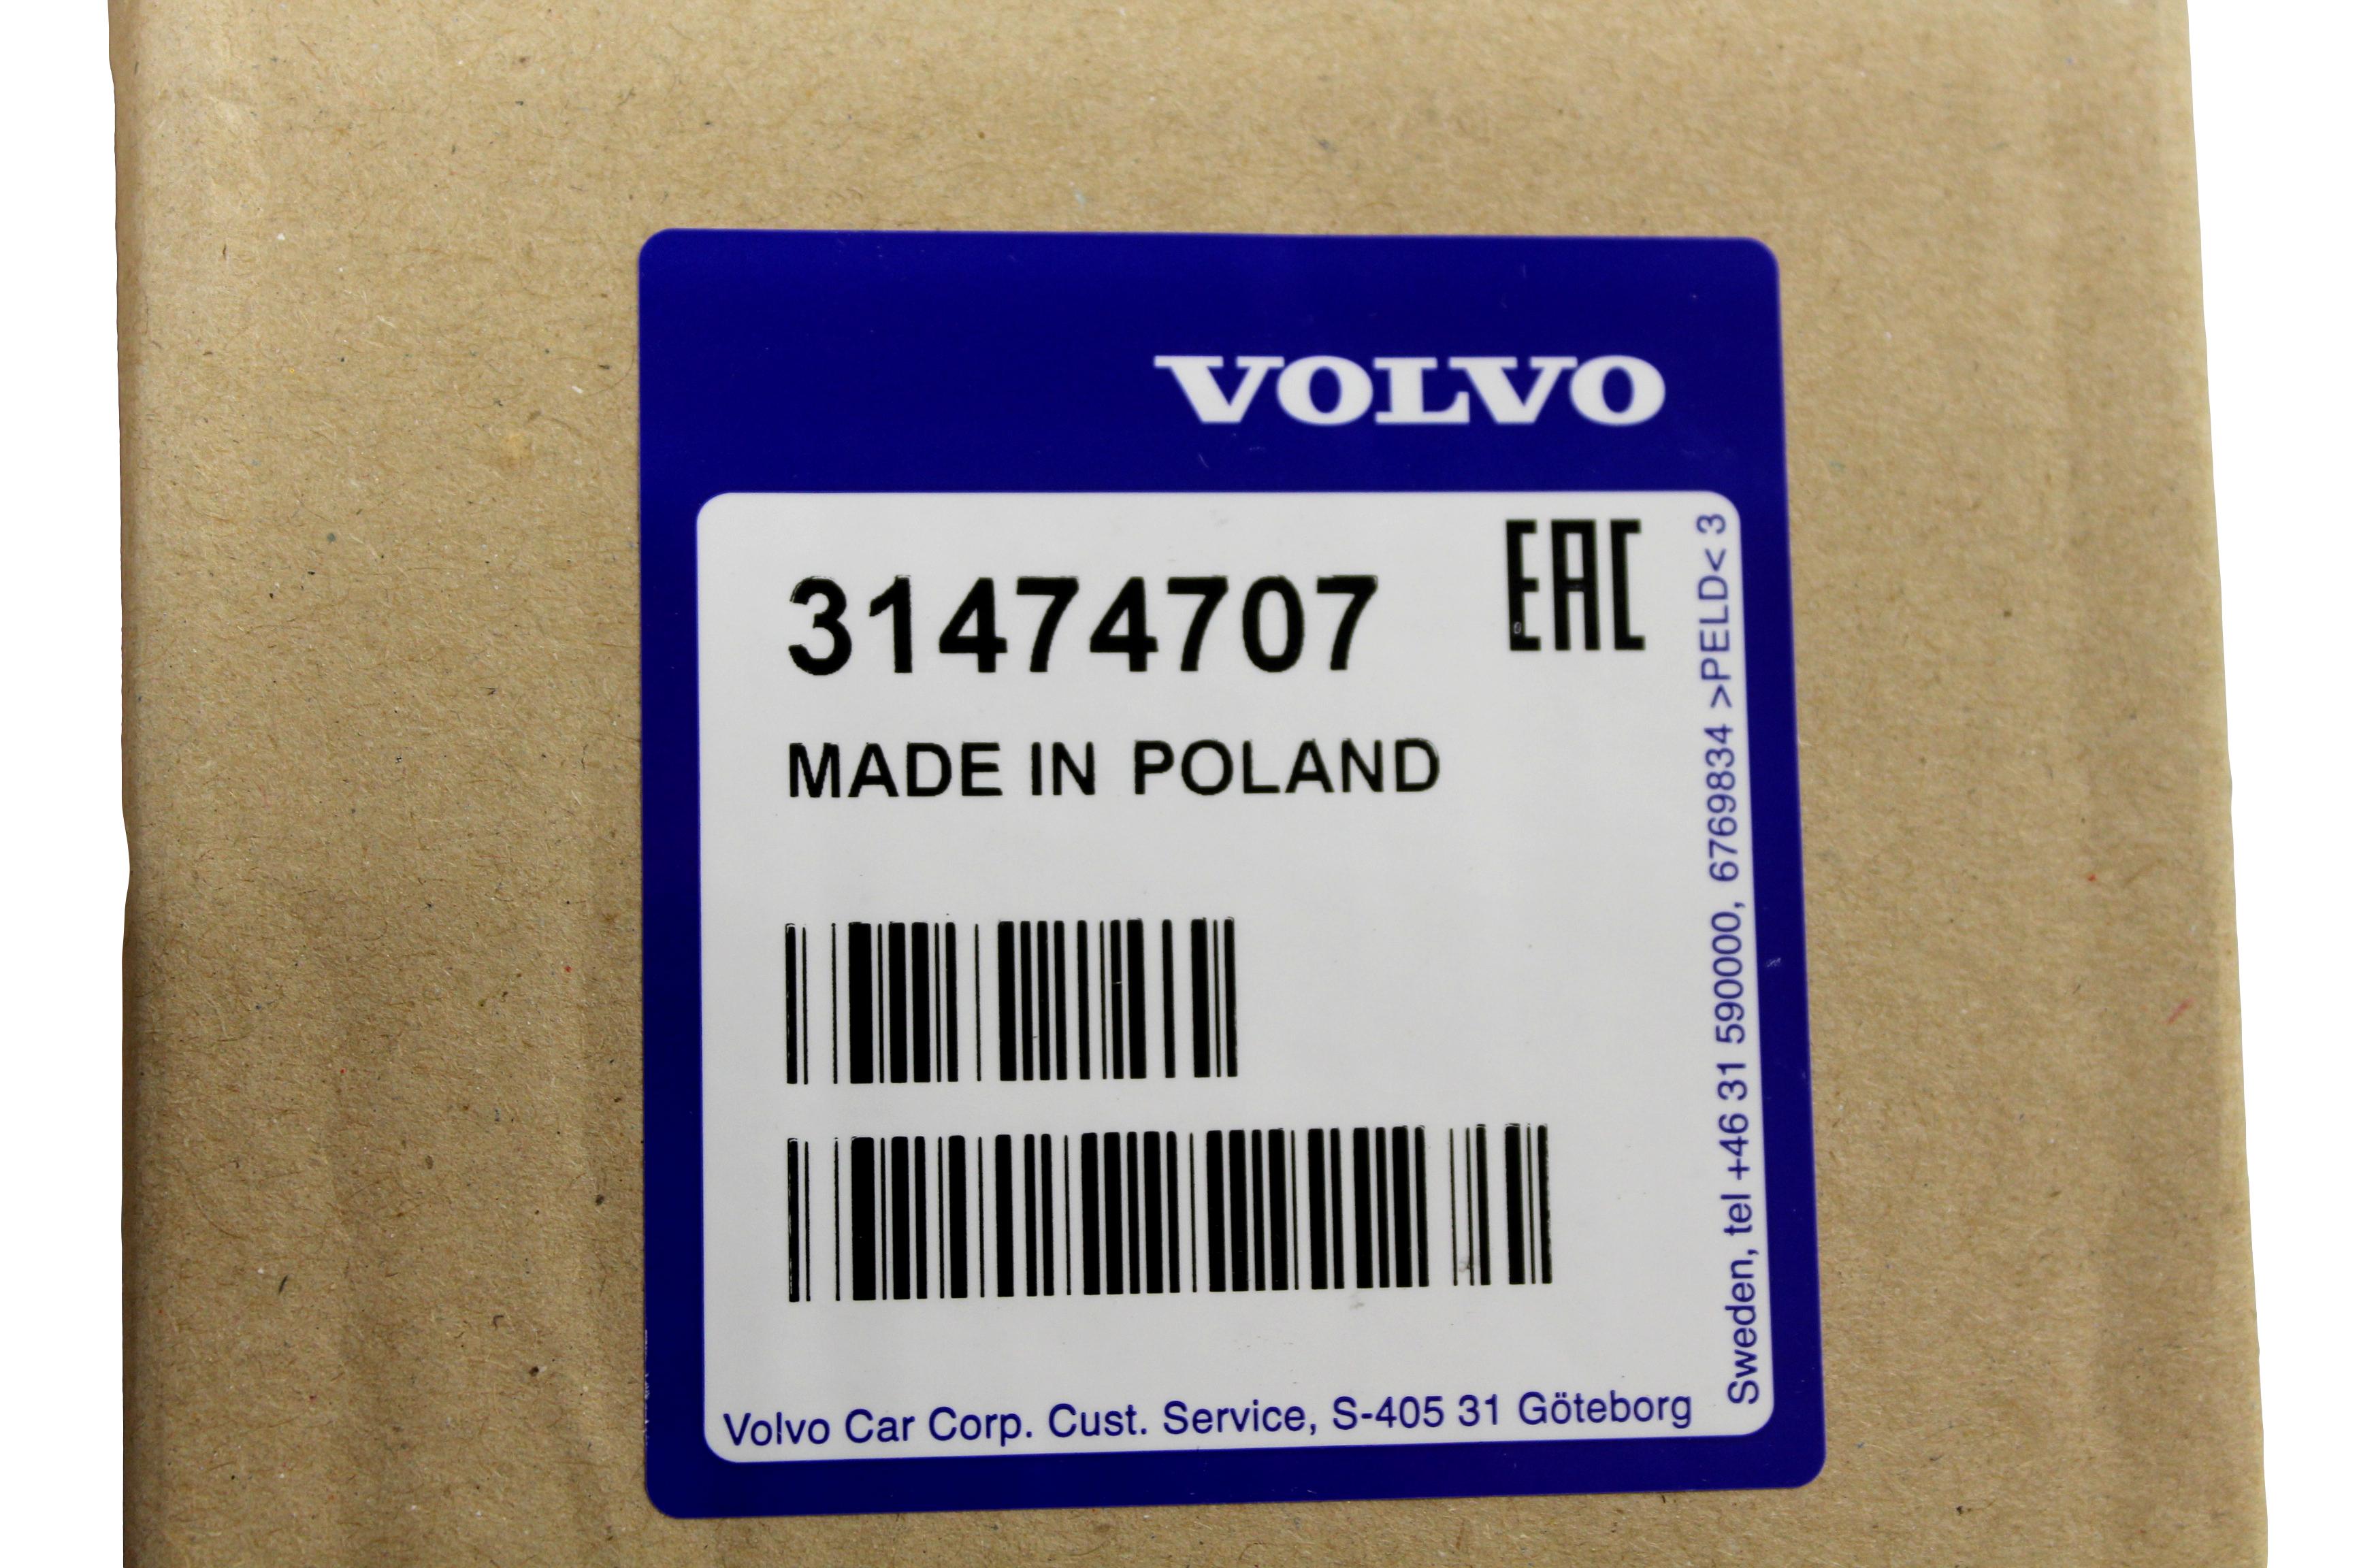 VOLVO
31474707
EAC
MADE IN POLAND
Volvo Car Corp. Cust. Service, S-405 31 Göteborg
Sweden, tel +46 31 590000, 6769834 >PELD< 3